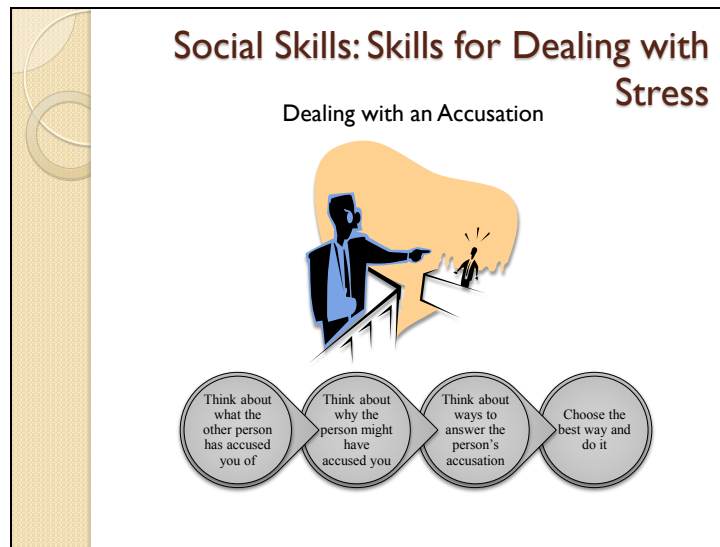 Social Skills: Skills for Dealing with
Stress
Dealing with an Accusation
Think about
what the
other person
has accused
you of
Think about
why the
person might
have
accused you
Think about
ways to
answer the
person's
accusation
Choose the
best way and
do it